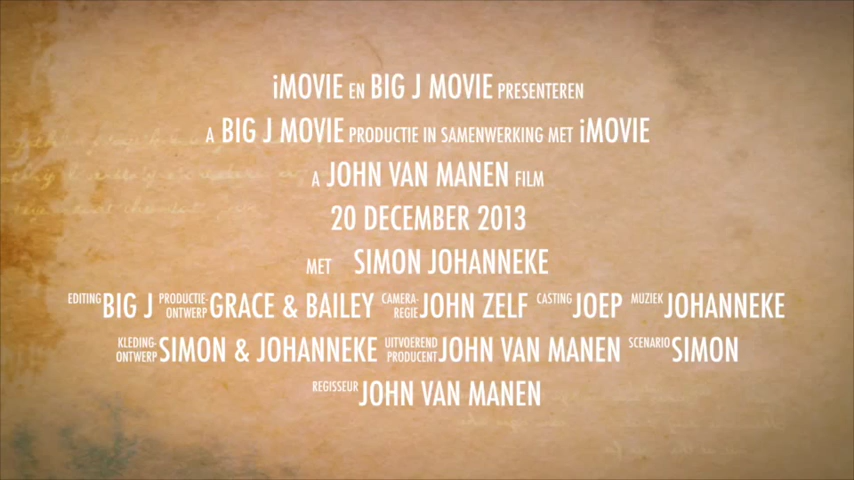 iMOVIE EN BIG J MOVIE PRESENTEREN
A BIG J MOVIE PRODUCTIE IN SAMENWERKING MET iMOVIE
A JOHN VAN MANEN FILM
20 DECEMBER 2013
MET SIMON JOHANNEKE
EDITING BIG J PRODUCTIE-ONTWERP GRACE & BAILEY CAMERA-REGIE JOHN ZELF CASTING JOEP MUZIEK JOHANNEKE
KLEDING-ONTWERP SIMON & JOHANNEKE UITVOEREND PRODUCENT JOHN VAN MANEN SCENARIO SIMON
REGISSEUR JOHN VAN MANEN